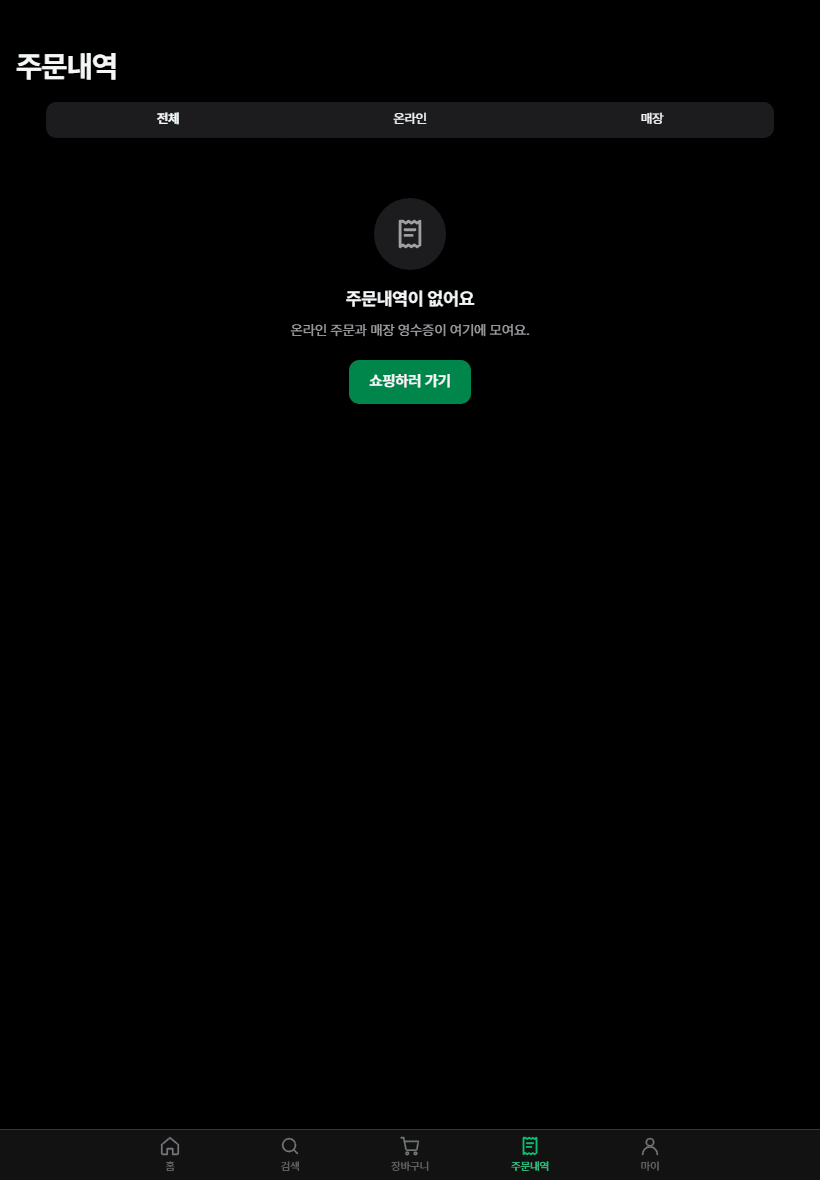 주문내역
전체 온라인 매장
주문내역이 없어요
온라인 주문과 매장 영수증이 여기에 모여요.
쇼핑하러 가기
홈 검색 장바구니 주문내역 마이